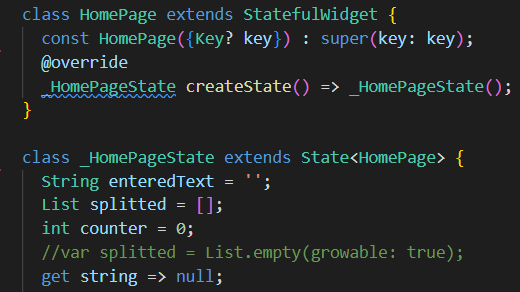 class HomePage extends StatefulWidget {
const HomePage({Key? key}) : super(key: key);
@override
_HomePageState createState() => _HomePageState();
}
class _HomePageState extends State<HomePage> {
String enteredText = '';
List splitted = [];
int counter = 0;
//var splitted = List.empty(growable: true);
get string => null;